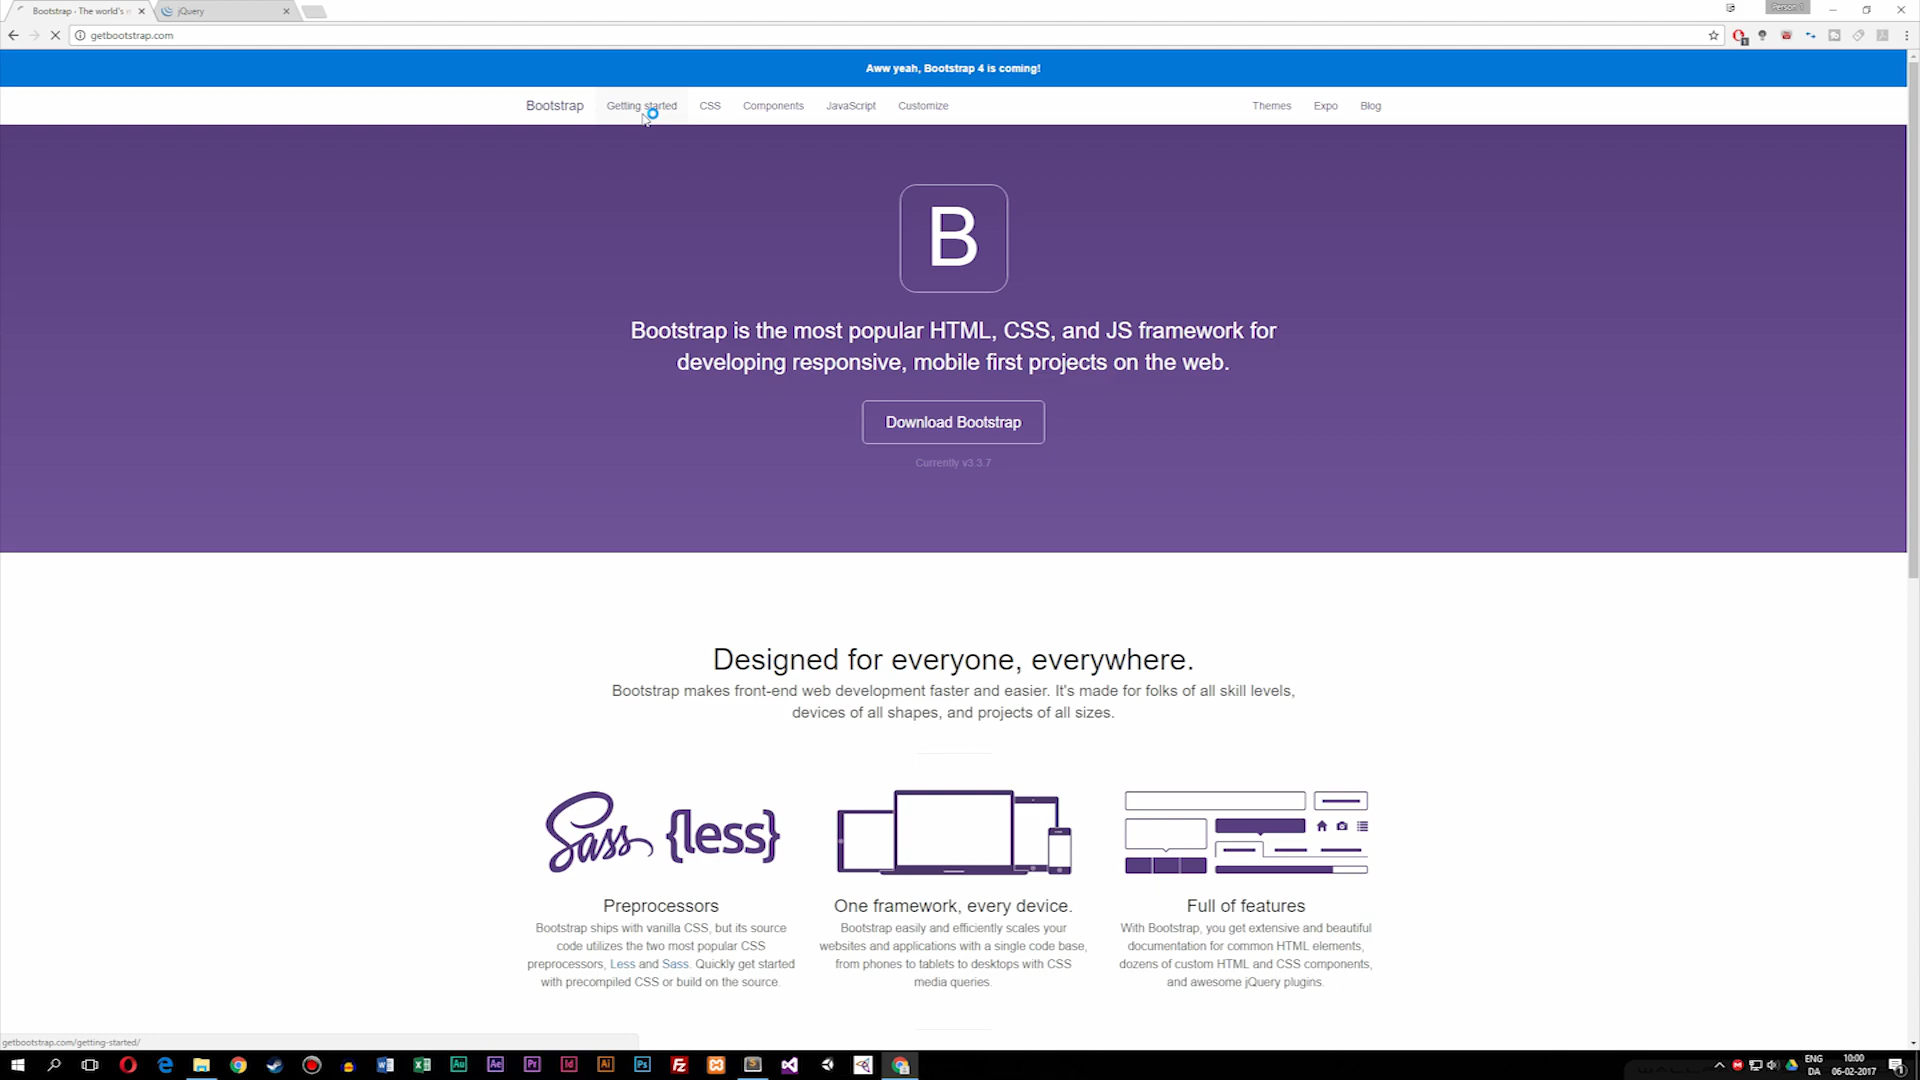 Bootstrap · The world's
jQuery
Person 1
getbootstrap.com
Aww yeah, Bootstrap 4 is coming!
Bootstrap Getting started CSS Components JavaScript Customize Themes Expo Blog
B
Bootstrap is the most popular HTML, CSS, and JS framework for
developing responsive, mobile first projects on the web.
Download Bootstrap
Currently v3.3.7
Designed for everyone, everywhere.
Bootstrap makes front-end web development faster and easier. It's made for folks of all skill levels,
devices of all shapes, and projects of all sizes.
Sass {less}
Preprocessors
Bootstrap ships with vanilla CSS, but its source
code utilizes the two most popular CSS
preprocessors, Less and Sass. Quickly get started
with precompiled CSS or build on the source.
One framework, every device.
Bootstrap easily and efficiently scales your
websites and applications with a single code base,
from phones to tablets to desktops with CSS
media queries.
Full of features
With Bootstrap, you get extensive and beautiful
documentation for common HTML elements,
dozens of custom HTML and CSS components,
and awesome jQuery plugins.
getbootstrap.com/getting-started/
Au Ae Pr Id Ai Ps Fz
ENG 10:00
DA 06-02-2017